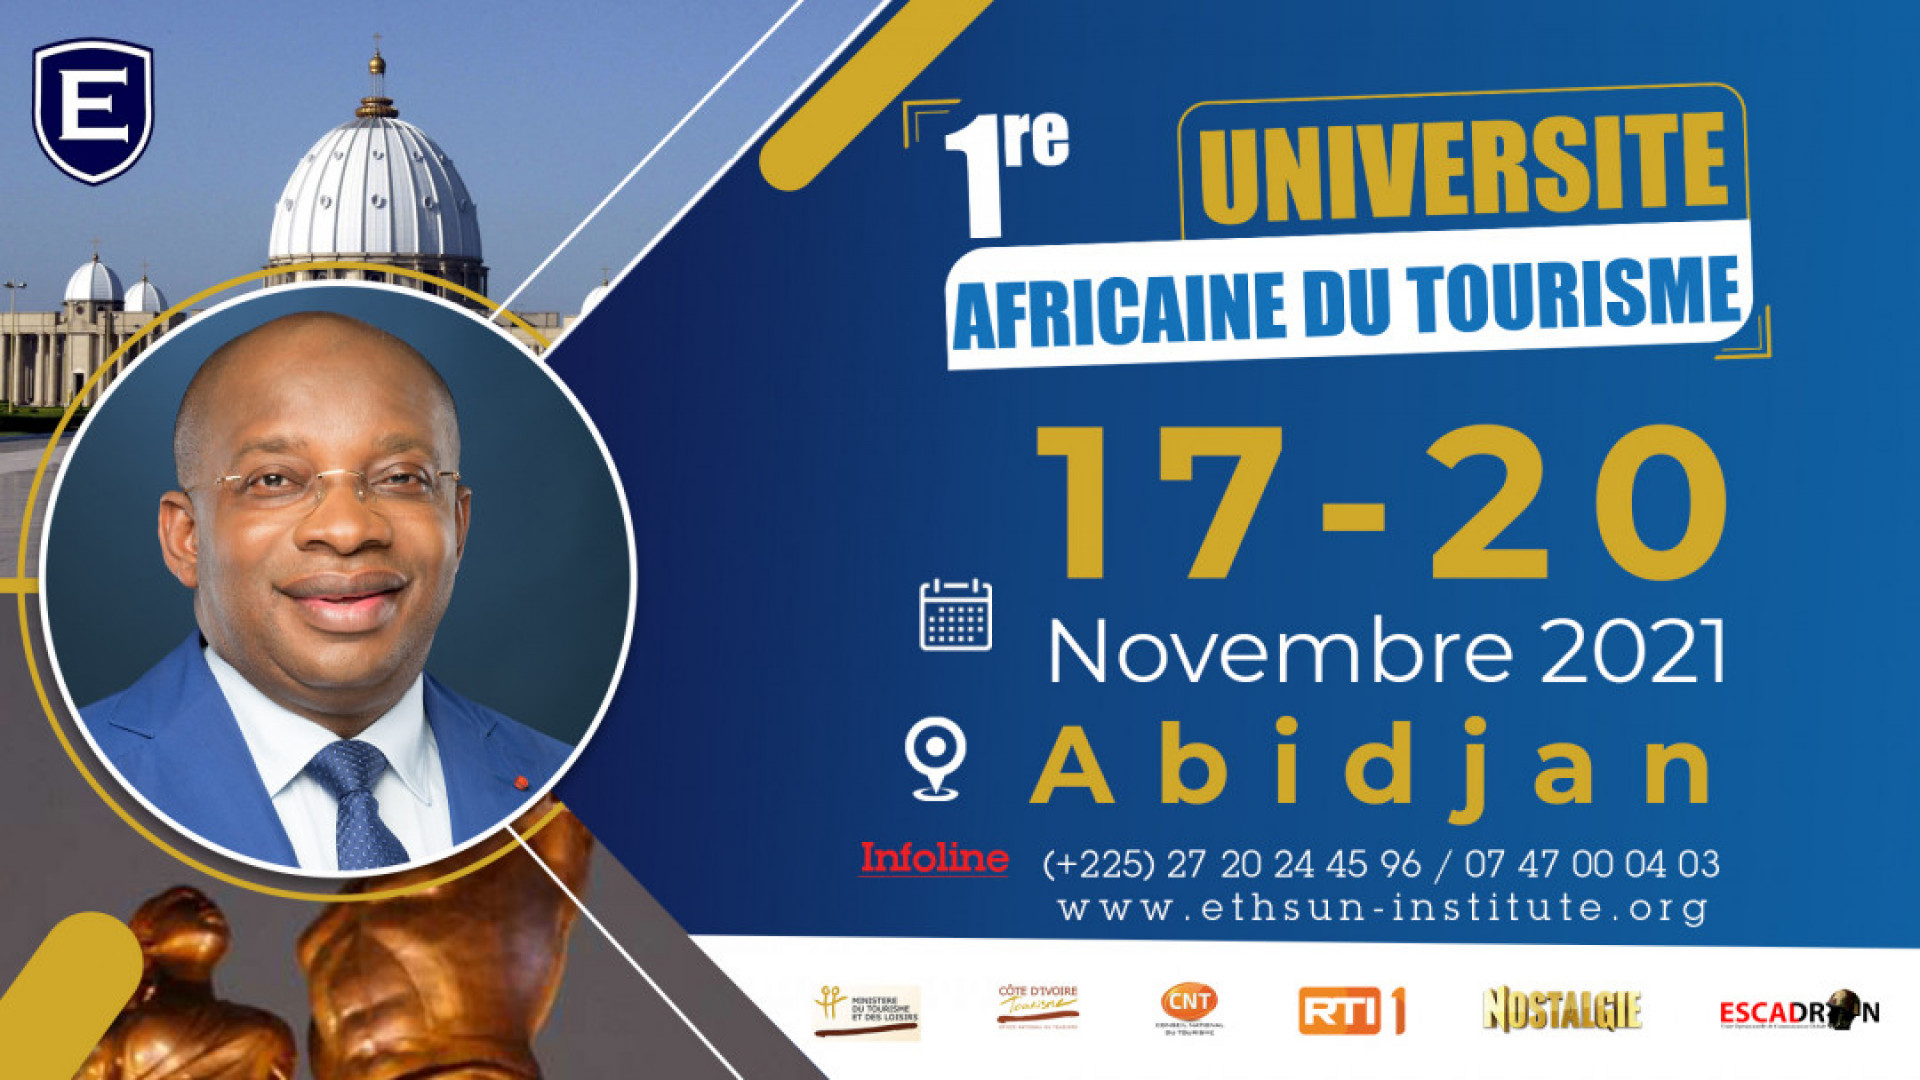 E
1re
UNIVERSITE
AFRICAINE DU TOURISME
17-20
Novembre 2021
Abidjan
Infoline (+225) 27 20 24 45 96 / 07 47 00 04 03
www.ethsun-institute.org
MINISTERE
DU TOURISME
ET DES LOISIRS
CÔTE D'IVOIRE
Tourisme
CNT
CONSEIL NATIONAL
DU TOURISME
RTI 1
NOSTALGIE
ESCADRON